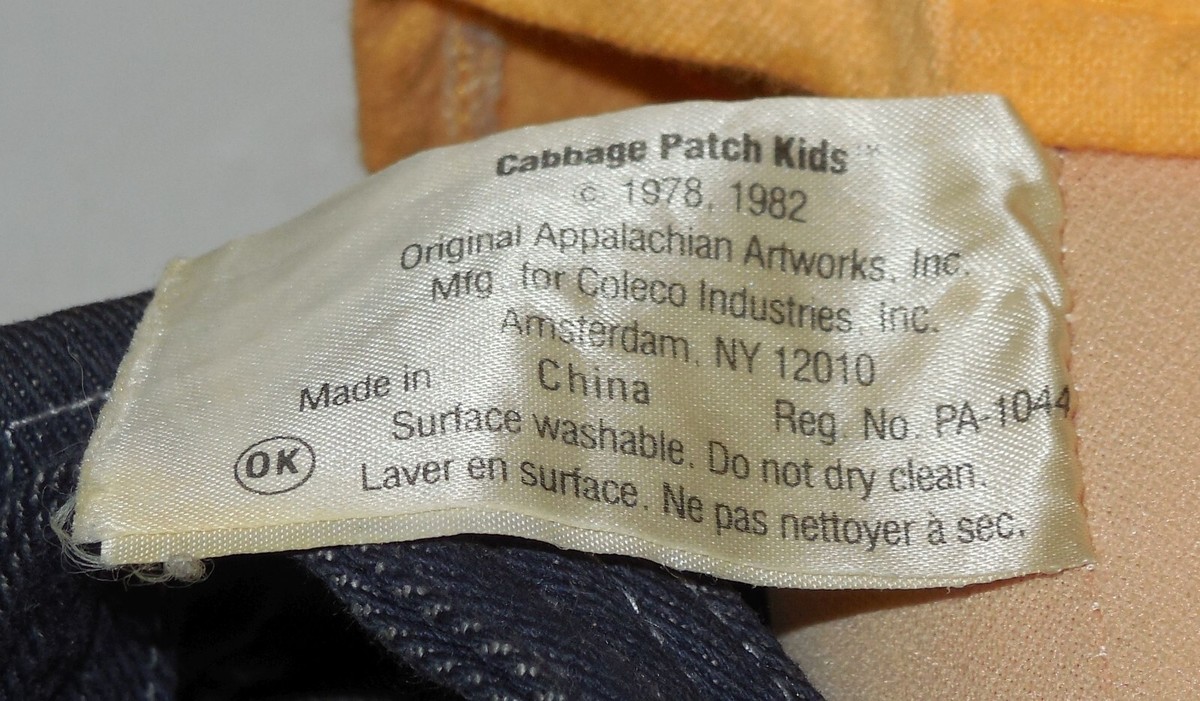 Cabbage Patch Kids™
© 1978, 1982
Original Appalachian Artworks, Inc.
Mfg for Coleco Industries, Inc.
Amsterdam, NY 12010
Made in China Reg. No. PA-1044
Surface washable. Do not dry clean.
OK Laver en surface. Ne pas nettoyer à sec.